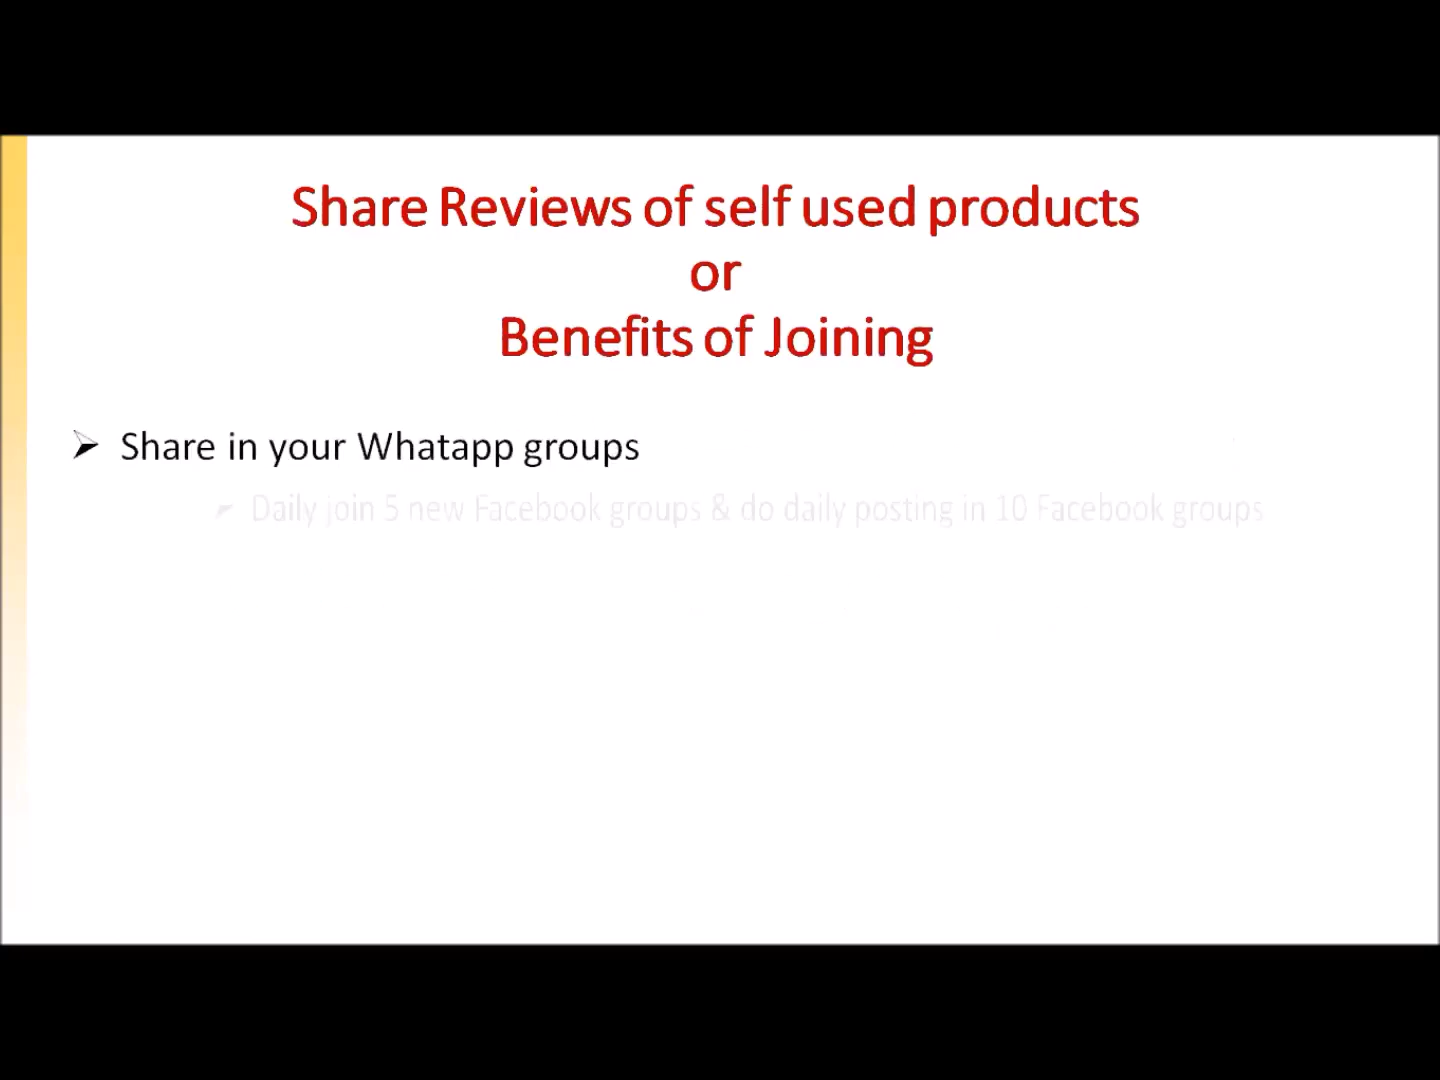 Share Reviews of self used products
or
Benefits of Joining
Share in your Whatapp groups
Daily join 5 new Facebook groups & do daily posting in 10 Facebook groups